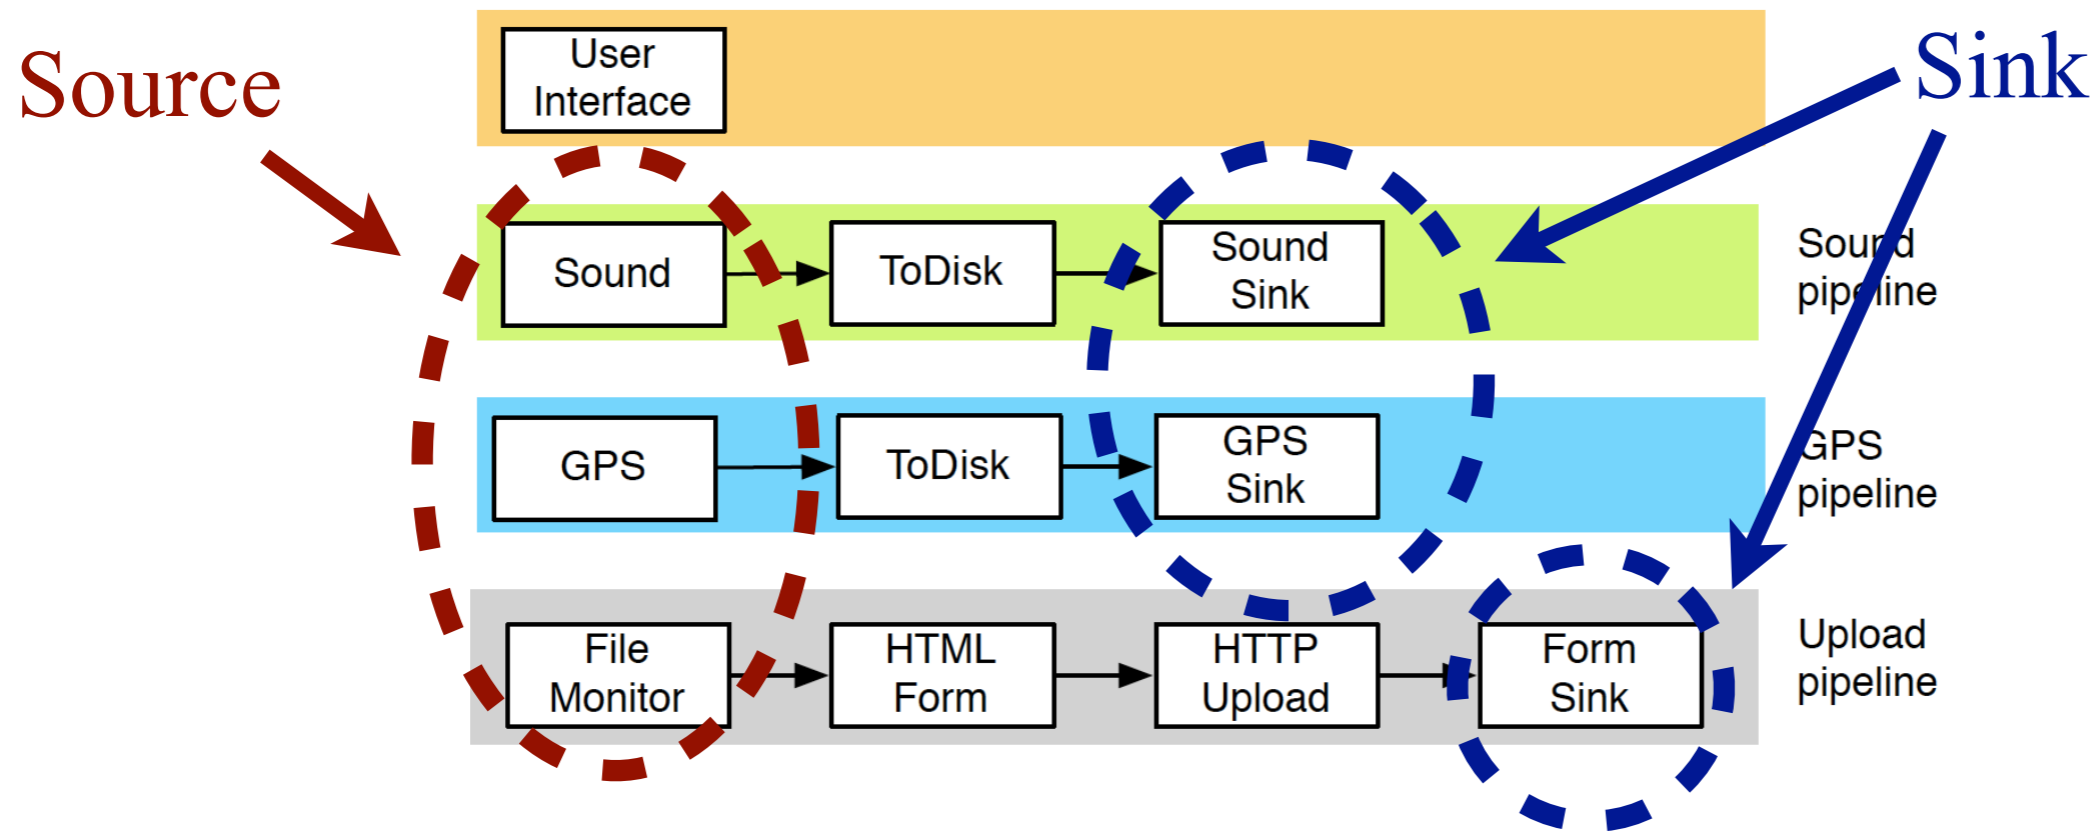 Source
User
Interface
Sink
Sound
ToDisk
Sound
Sink
Sound
pipeline
GPS
ToDisk
GPS
Sink
GPS
pipeline
File
Monitor
HTML
Form
HTTP
Upload
Form
Sink
Upload
pipeline